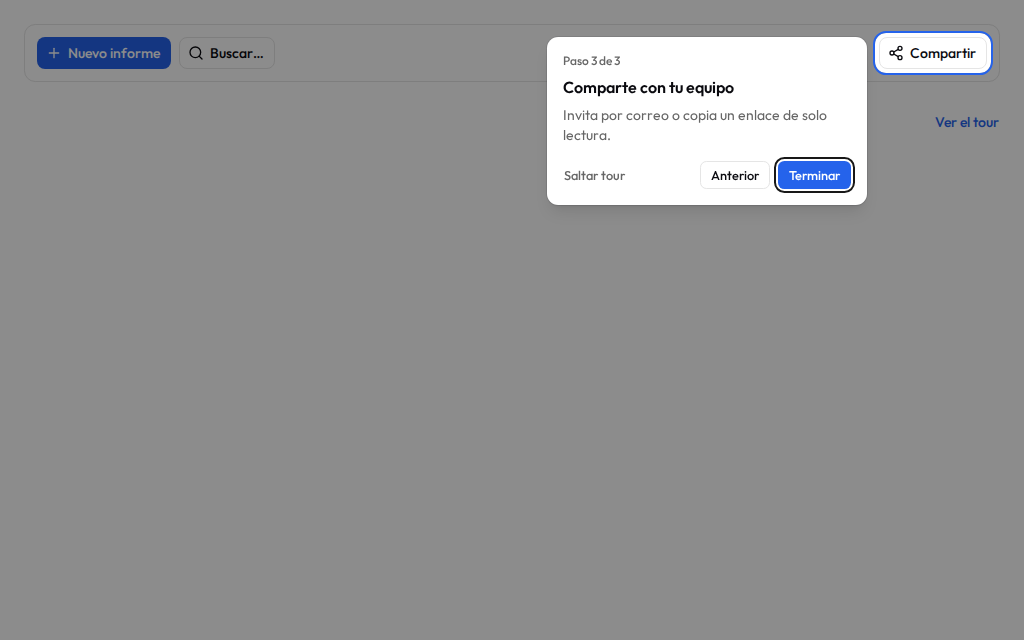 Nuevo informe
Buscar...
Compartir
Paso 3 de 3
Comparte con tu equipo
Invita por correo o copia un enlace de solo
lectura.
Saltar tour
Anterior
Terminar
Ver el tour